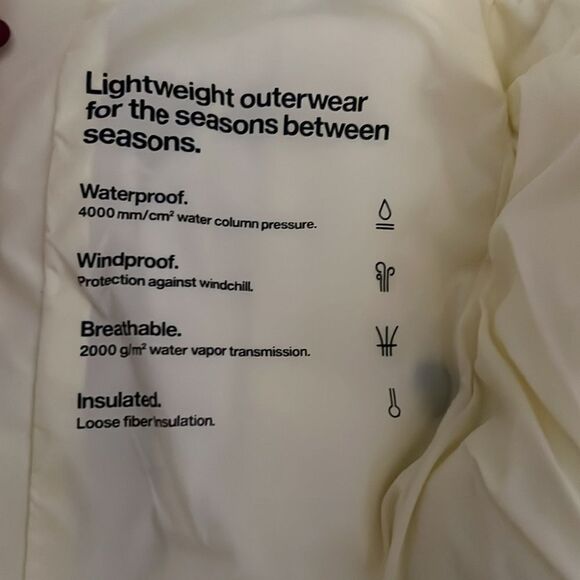 Lightweight outerwear
for the seasons between
seasons.
Waterproof.
4000 mm/cm² water column pressure.
Windproof.
Protection against windchill.
Breathable.
2000 g/m² water vapor transmission.
Insulated.
Loose fiber insulation.